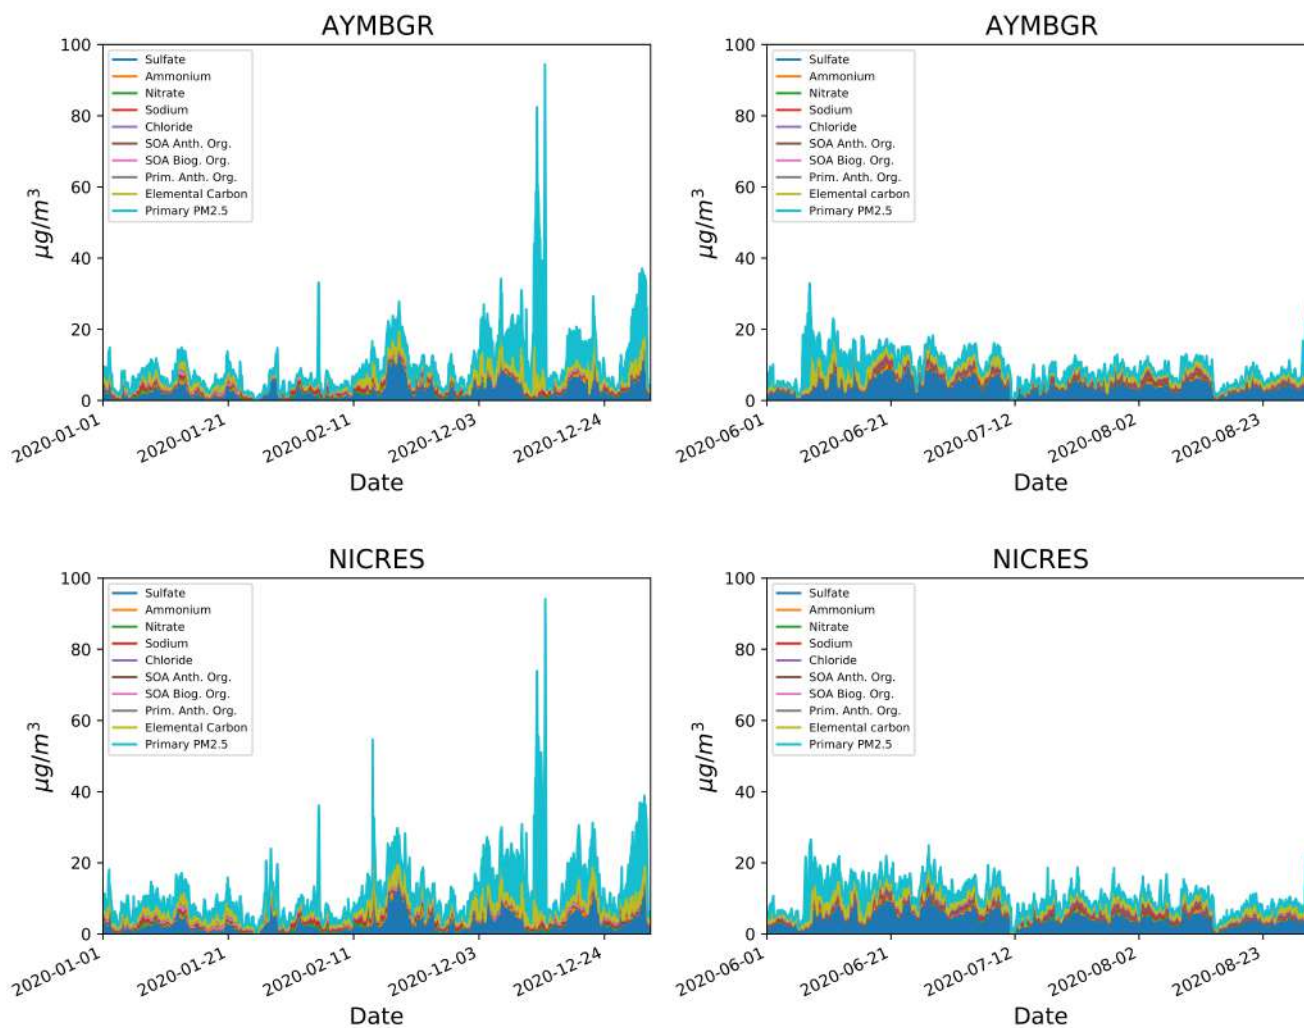 AYMBGR
100
80
60
40
20
0
μg/m³
Sulfate
Ammonium
Nitrate
Sodium
Chloride
SOA Anth. Org.
SOA Biog. Org.
Prim. Anth. Org.
Elemental Carbon
Primary PM2.5
2020-01-01
2020-01-21
2020-02-11
2020-12-03
2020-12-24
Date
AYMBGR
100
80
60
40
20
0
μg/m³
Sulfate
Ammonium
Nitrate
Sodium
Chloride
SOA Anth. Org.
SOA Biog. Org.
Prim. Anth. Org.
Elemental carbon
Primary PM2.5
2020-06-01
2020-06-21
2020-07-12
2020-08-02
2020-08-23
Date
NICRES
100
80
60
40
20
0
μg/m³
Sulfate
Ammonium
Nitrate
Sodium
Chloride
SOA Anth. Org.
SOA Biog. Org.
Prim. Anth. Org.
Elemental Carbon
Primary PM2.5
2020-01-01
2020-01-21
2020-02-11
2020-12-03
2020-12-24
Date
NICRES
100
80
60
40
20
0
μg/m³
Sulfate
Ammonium
Nitrate
Sodium
Chloride
SOA Anth. Org.
SOA Biog. Org.
Prim. Anth. Org.
Elemental carbon
Primary PM2.5
2020-06-01
2020-06-21
2020-07-12
2020-08-02
2020-08-23
Date